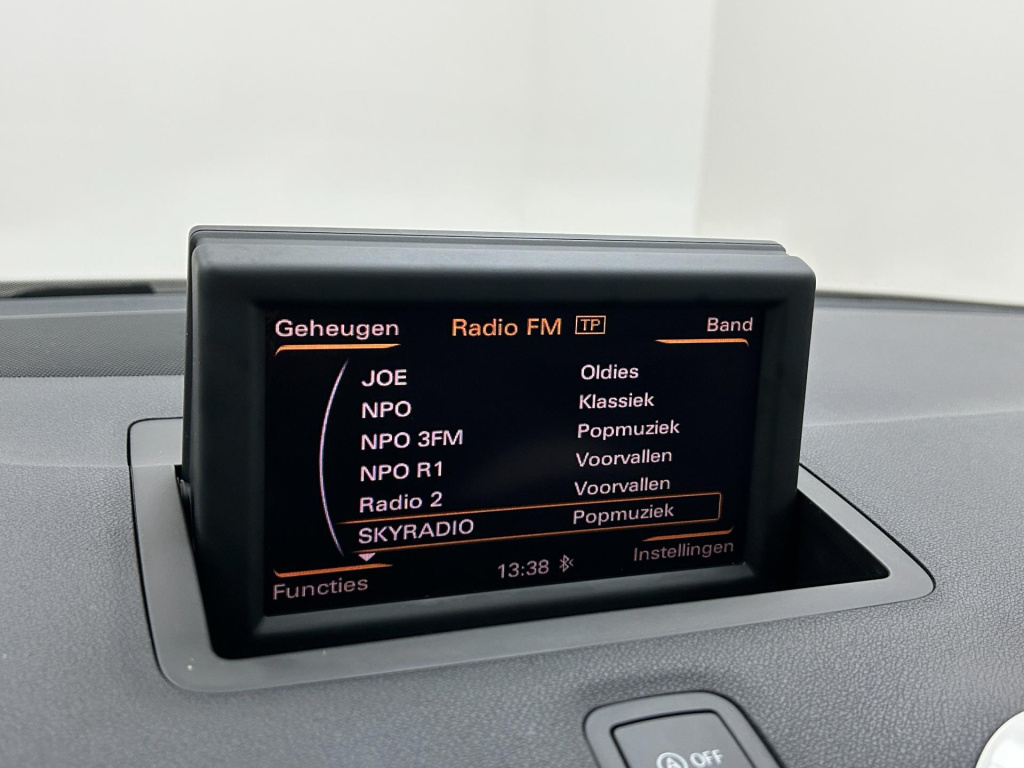 Geheugen Radio FM TP Band
JOE Oldies
NPO Klassiek
NPO 3FM Popmuziek
NPO R1 Voorvallen
Radio 2 Voorvallen
SKYRADIO Popmuziek
Functies 13:38 Instellingen
A OFF